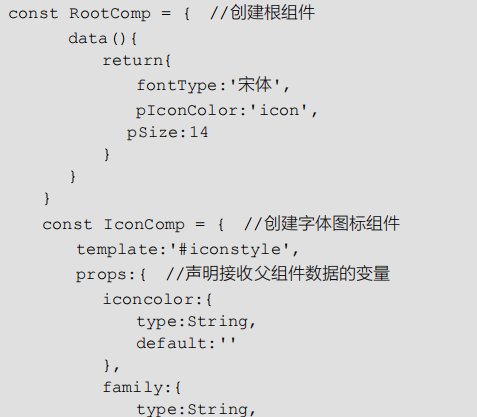 const RootComp = { //创建根组件
data(){
return{
fontType:'宋体',
pIconColor:'icon',
pSize:14
}
}
}
const IconComp = { //创建字体图标组件
template:'#iconstyle',
props:{ //声明接收父组件数据的变量
iconcolor:{
type:String,
default:''
},
family:{
type:String,